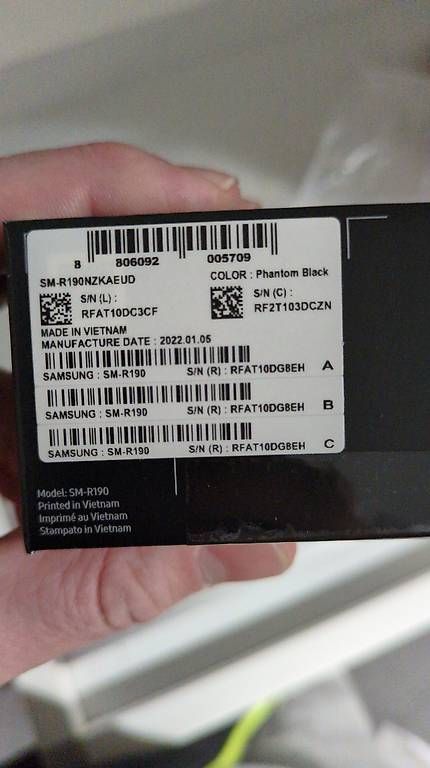 8 806092 005709
SM-R190NZKAEUD COLOR : Phantom Black
S/N (L) : S/N (C) :
RFAT10DC3CF RF2T103DCZN
MADE IN VIETNAM
MANUFACTURE DATE : 2022.01.05
SAMSUNG : SM-R190 S/N (R) : RFAT10DG8EH A
SAMSUNG : SM-R190 S/N (R) : RFAT10DG8EH B
SAMSUNG : SM-R190 S/N (R) : RFAT10DG8EH C
Model: SM-R190
Printed in Vietnam
Imprimé au Vietnam
Stampato in Vietnam